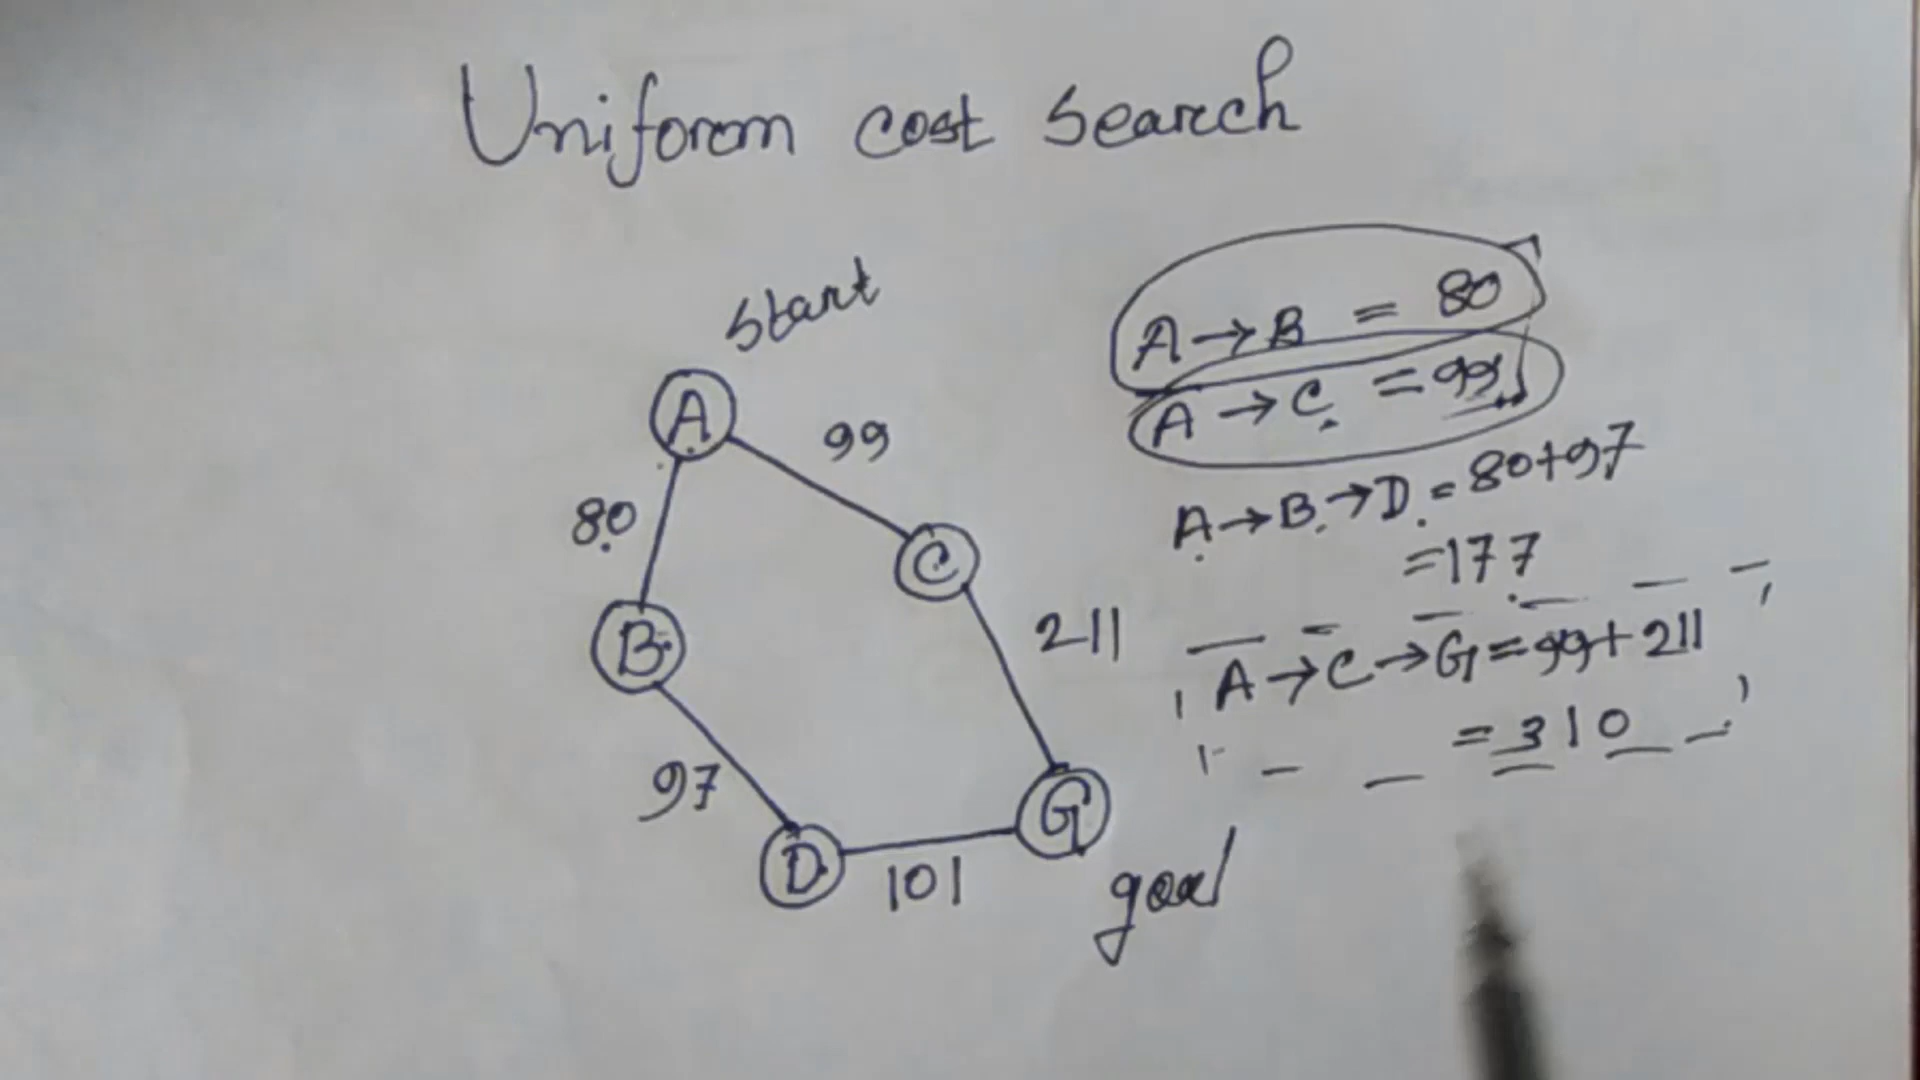 Uniform cost search
start
A
99
80
C
B
211
97
D
101
G
goal
A → B = 80
A → C = 99
A → B → D = 80+97
=177
A → C → G = 99+211
=310